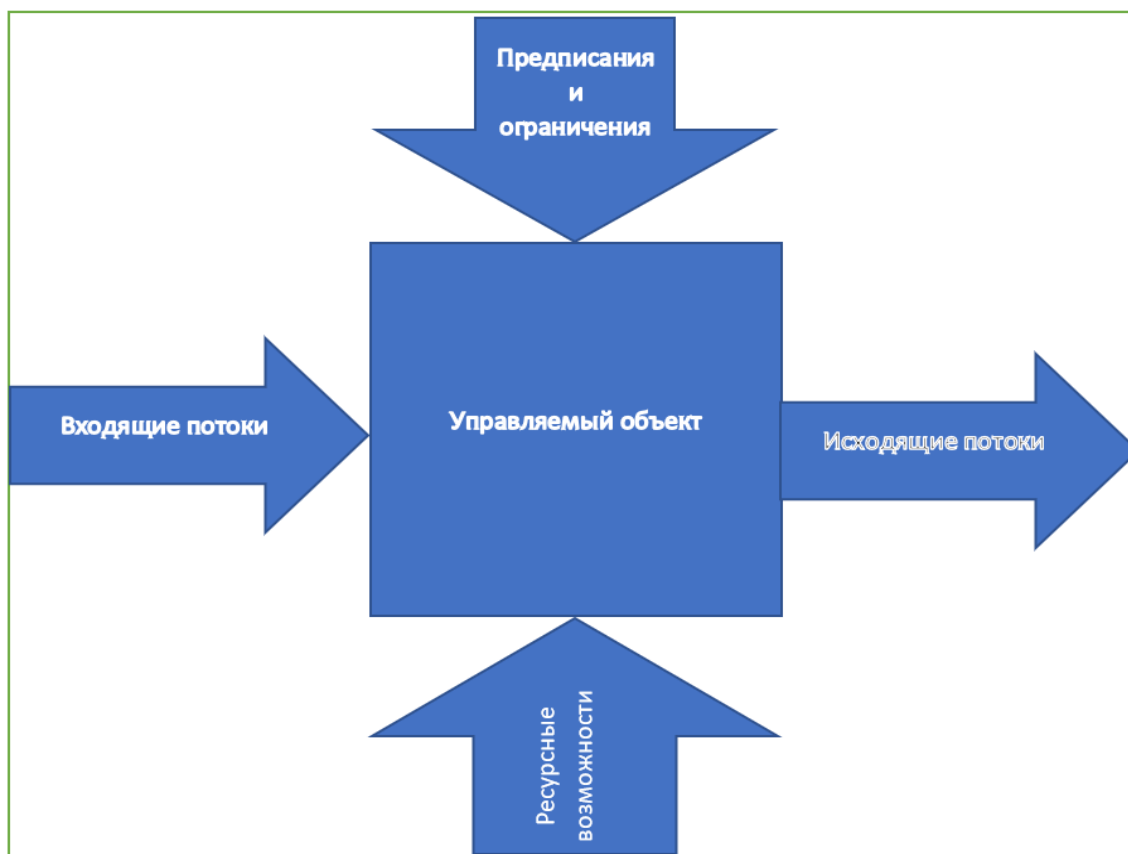 Предписания
и
ограничения
Входящие потоки
Управляемый объект
Исходящие потоки
Ресурсные
возможности